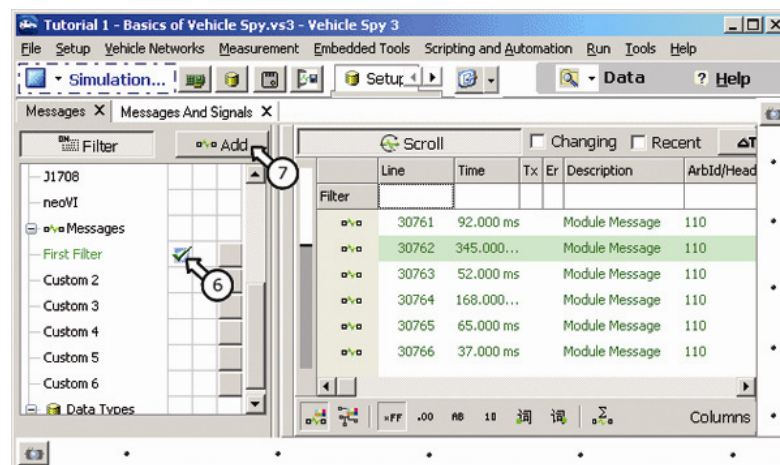 Tutorial 1 - Basics of Vehicle Spy.vs3 - Vehicle Spy 3
File Setup Vehicle Networks Measurement Embedded Tools Scripting and Automation Run Tools Help
Simulation... Setup Data ? Help
Messages X Messages And Signals X
Filter Add
7
J1708
neoVI
Messages
First Filter
6
Custom 2
Custom 3
Custom 4
Custom 5
Custom 6
Data Types
Scroll Changing Recent ΔT
Line Time Tx Er Description ArbId/Head
Filter
30761 92.000 ms Module Message 110
30762 345.000... Module Message 110
30763 52.000 ms Module Message 110
30764 168.000... Module Message 110
30765 65.000 ms Module Message 110
30766 37.000 ms Module Message 110
=FF .00 AB 10 词 词 Σ Columns